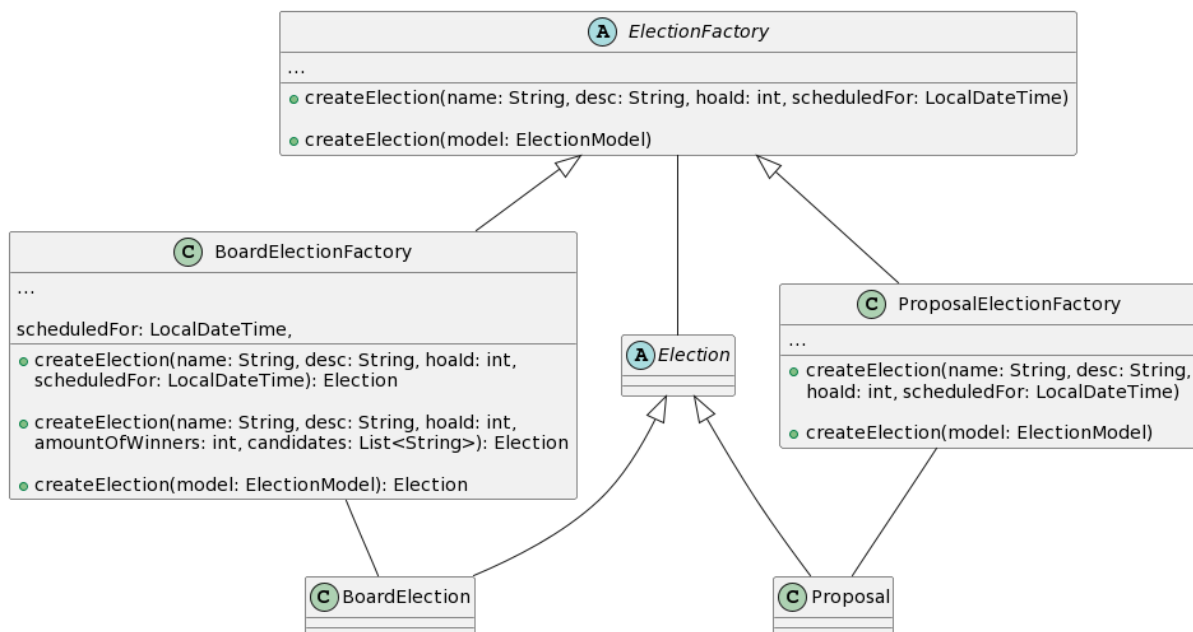 A ElectionFactory
...
createElection(name: String, desc: String, hoaId: int, scheduledFor: LocalDateTime)
createElection(model: ElectionModel)
C BoardElectionFactory
...
scheduledFor: LocalDateTime,
createElection(name: String, desc: String, hoaId: int,
scheduledFor: LocalDateTime): Election
createElection(name: String, desc: String, hoaId: int,
amountOfWinners: int, candidates: List<String>): Election
createElection(model: ElectionModel): Election
A Election
C ProposalElectionFactory
...
createElection(name: String, desc: String,
hoaId: int, scheduledFor: LocalDateTime)
createElection(model: ElectionModel)
C BoardElection
C Proposal